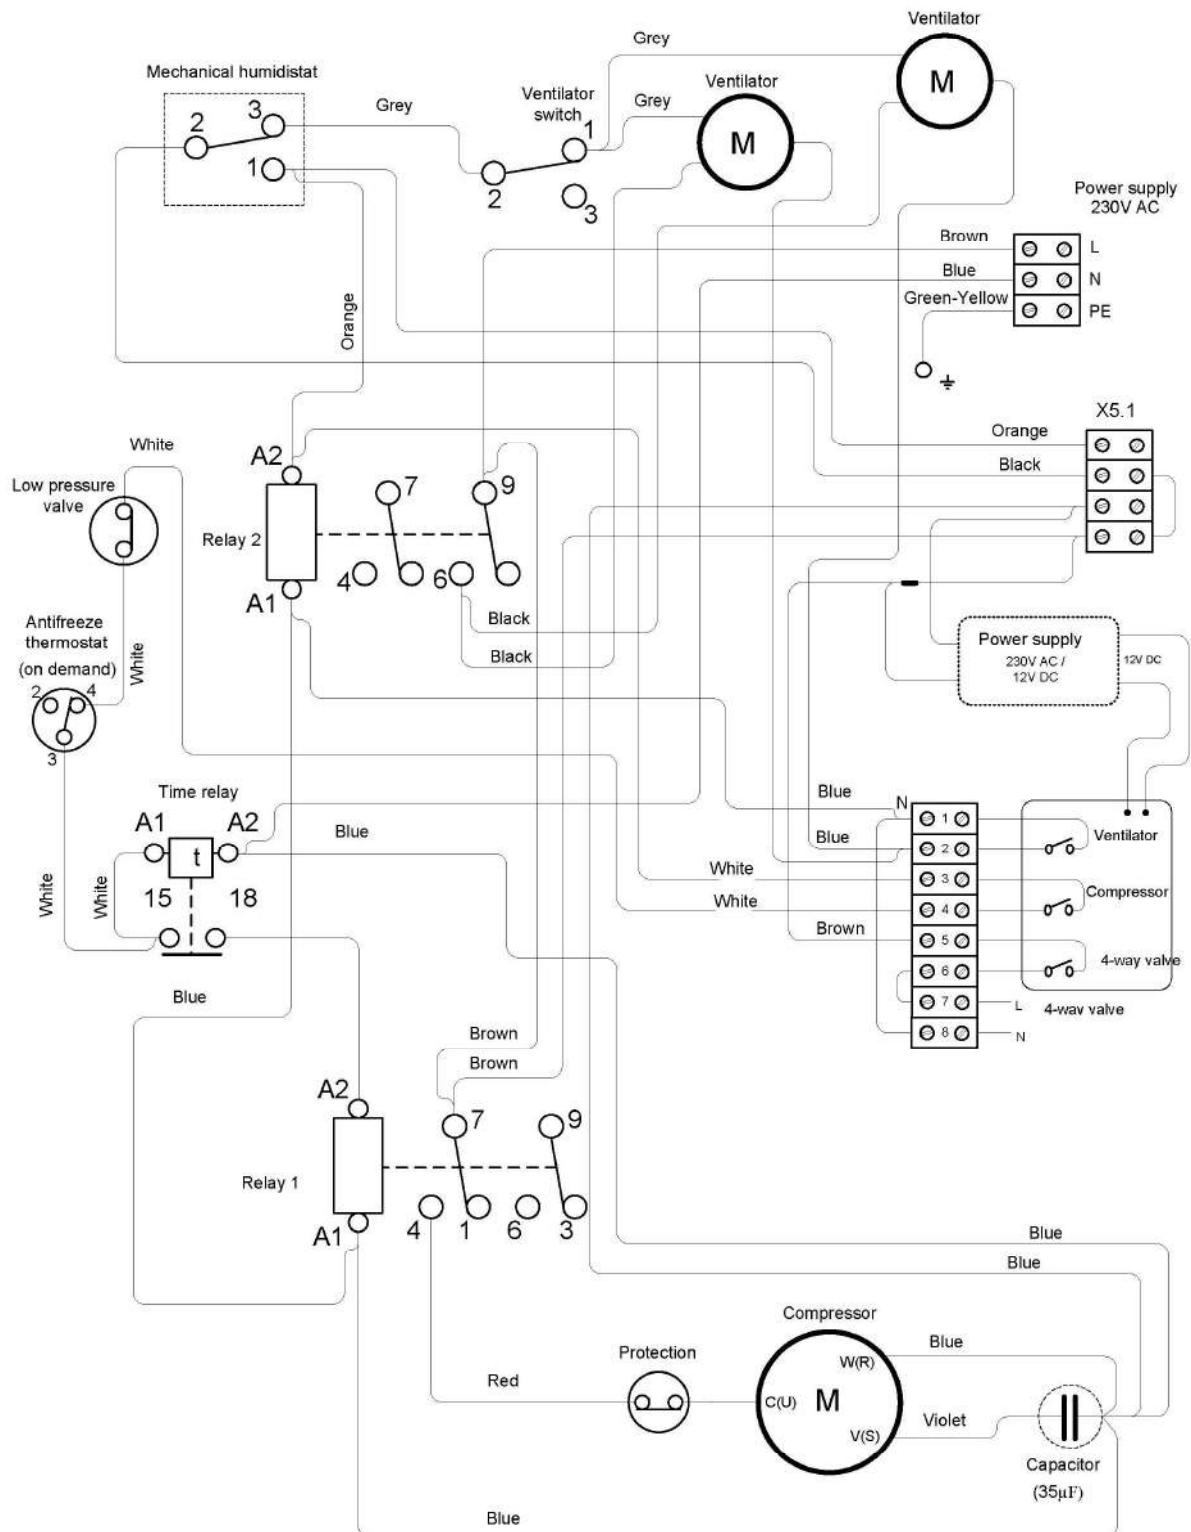 Ventilator
Grey
Mechanical humidistat
Ventilator
Ventilator
switch
Grey
Grey
3
2
1
1
M
M
2
3
Power supply
230V AC
Brown
L
Blue
N
Green-Yellow
PE
Orange
X5.1
White
Orange
A2
Black
Low pressure
valve
7
9
Relay 2
4
6
A1
Black
Antifreeze
thermostat
(on demand)
White
Black
Power supply
230V AC /
12V DC
12V DC
2
4
3
Time relay
Blue
N
A1
A2
1
Blue
Blue
2
Ventilator
t
White
3
15
18
White
White
White
4
Compressor
Brown
5
6
4-way valve
Blue
7
L
4-way valve
Brown
8
N
Brown
A2
7
9
Relay 1
4
1
6
3
A1
Blue
Blue
Compressor
Protection
W(R)
Blue
Red
C(U)
M
Violet
V(S)
Capacitor
(35µF)
Blue